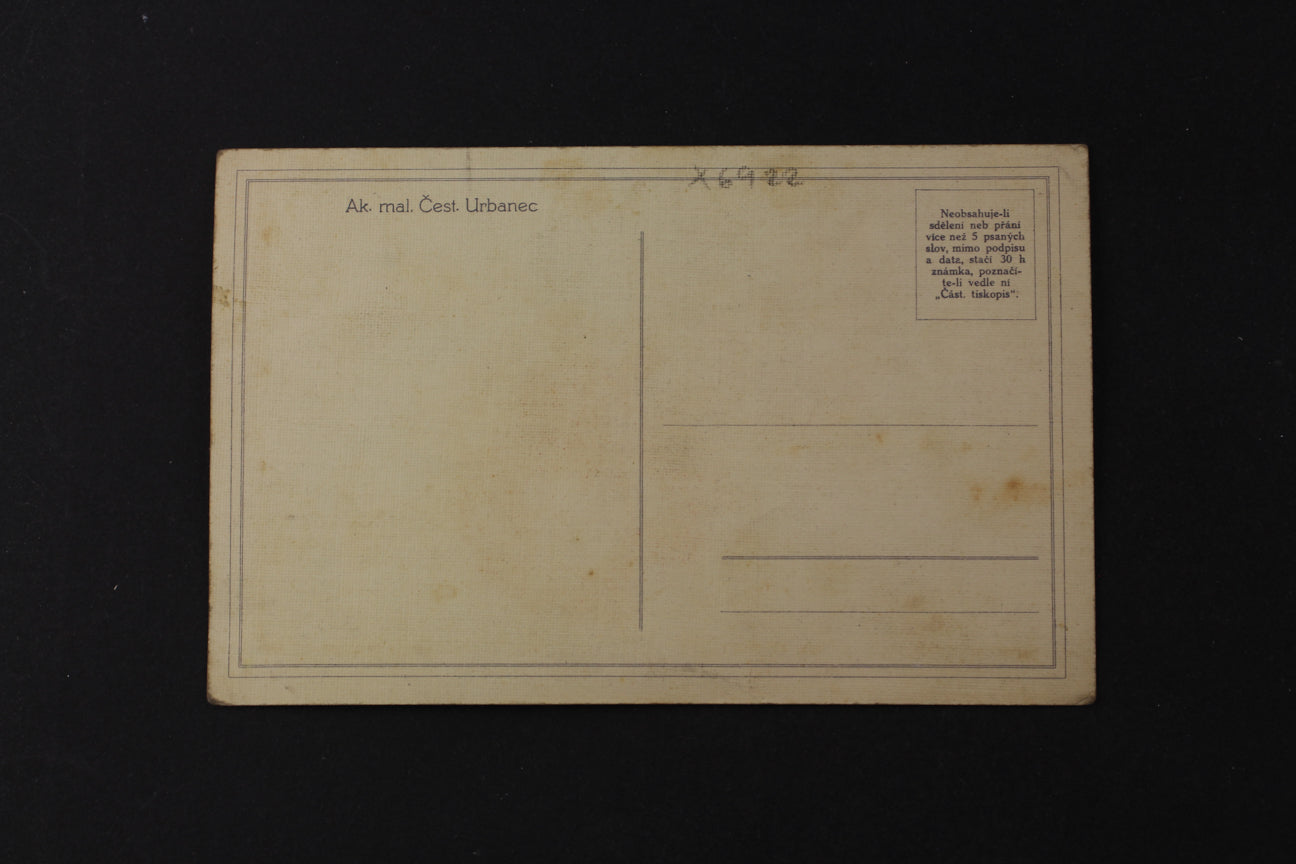 X6922
Ak. mal. Čest. Urbanec
Neobsahuje-li
sdělení neb přání
více než 5 psaných
slov, mimo podpisu
a data, stačí 30 h
známka, poznačí-
te-li vedle ní
„Část. tiskopis“.